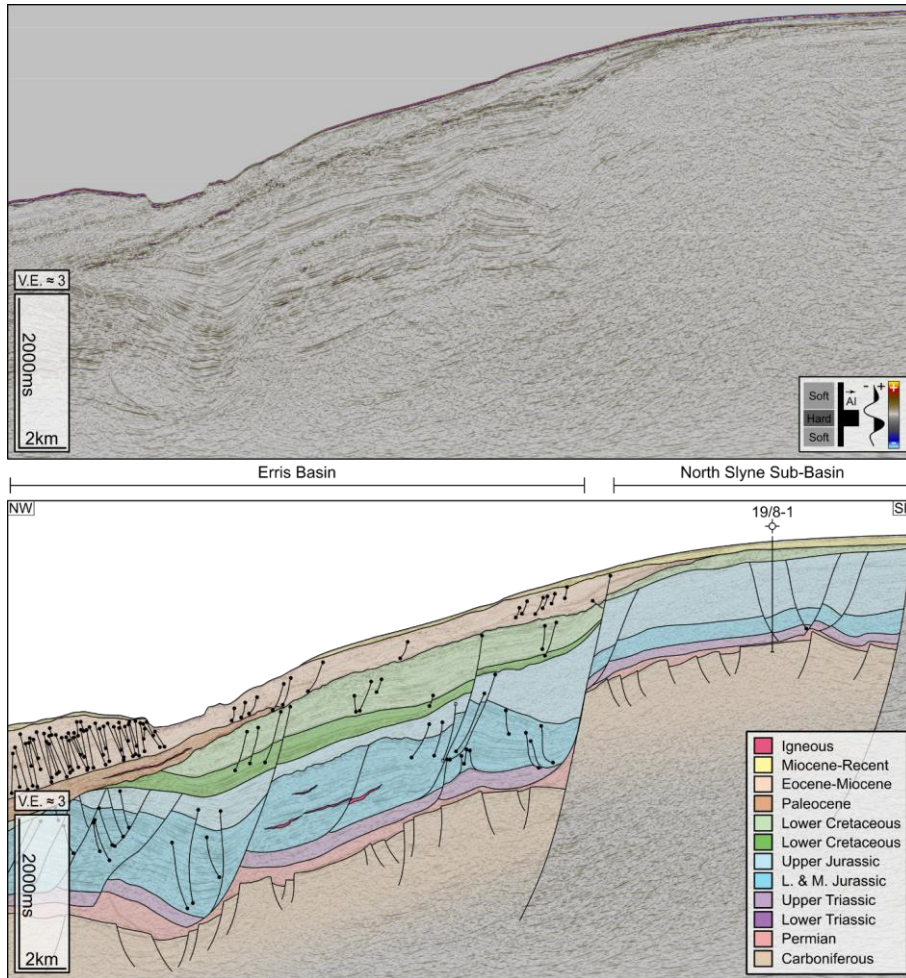 V.E. ≈ 3
2000ms
2km
Soft
Hard
Soft
AI
- +
+
-
Erris Basin
North Slyne Sub-Basin
NW
19/8-1
SE
V.E. ≈ 3
2000ms
2km
Igneous
Miocene-Recent
Eocene-Miocene
Paleocene
Lower Cretaceous
Lower Cretaceous
Upper Jurassic
L. & M. Jurassic
Upper Triassic
Lower Triassic
Permian
Carboniferous